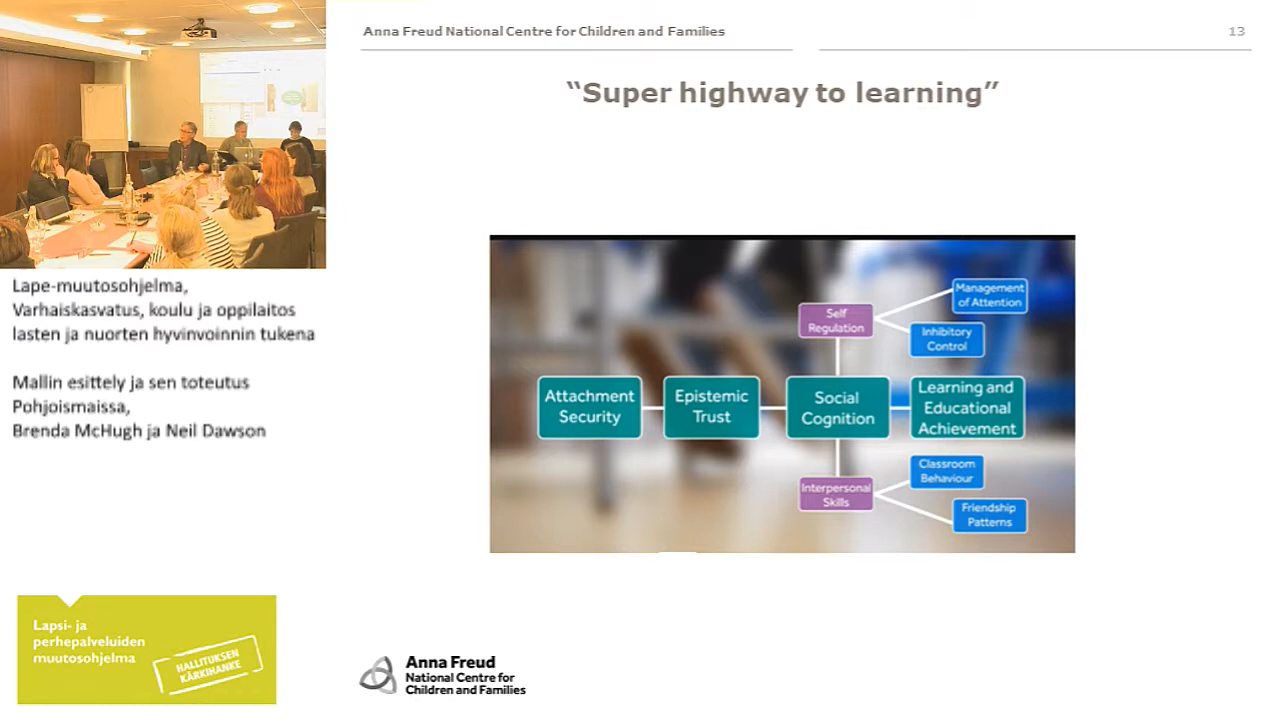 Anna Freud National Centre for Children and Families
13
“Super highway to learning”
Lape-muutosohjelma,
Varhaiskasvatus, koulu ja oppilaitos
lasten ja nuorten hyvinvoinnin tukena
Mallin esittely ja sen toteutus
Pohjoismaissa,
Brenda McHugh ja Neil Dawson
Attachment
Security
Epistemic
Trust
Social
Cognition
Learning and
Educational
Achievement
Self
Regulation
Management
of Attention
Inhibitory
Control
Interpersonal
Skills
Classroom
Behaviour
Friendship
Patterns
Lapsi- ja
perhepalveluiden
muutosohjelma
HALLITUKSEN
KÄRKIHANKE
Anna Freud
National Centre for
Children and Families